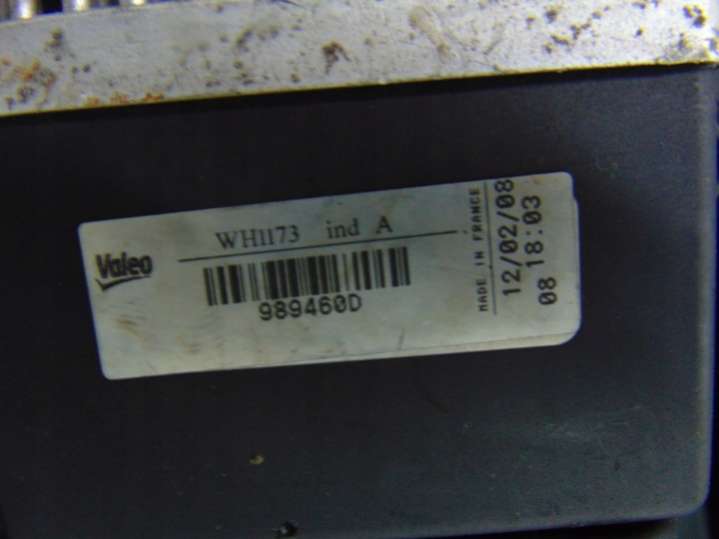 Valeo
WH1173 ind A
989460D
MADE IN FRANCE
12/02/08
18:03
08